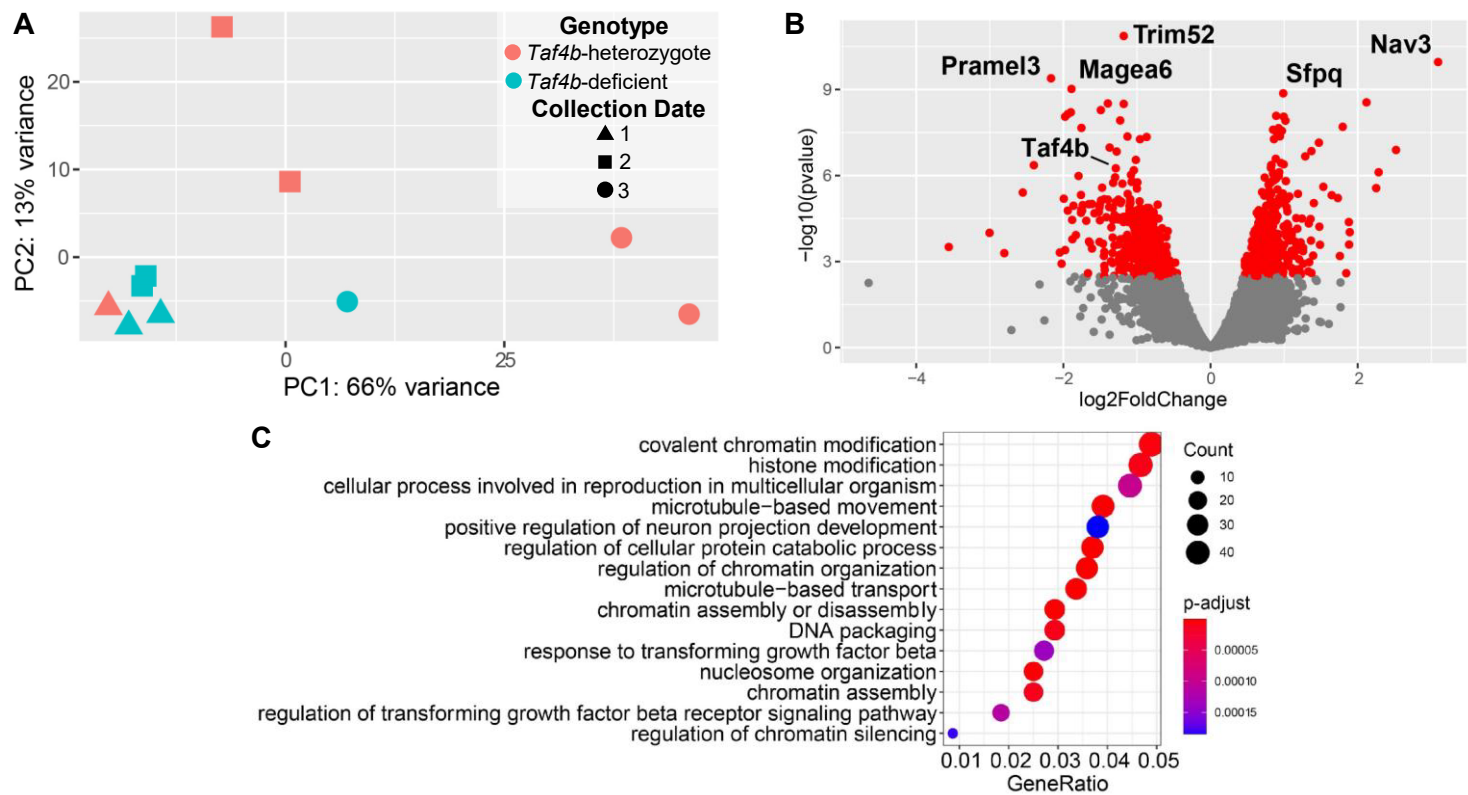 A
Genotype
Taf4b-heterozygote
Taf4b-deficient
Collection Date
1
2
3
20
10
0
PC2: 13% variance
0
25
PC1: 66% variance
B
Trim52
Nav3
Pramel3
Magea6
Sfpq
Taf4b
9
6
3
0
−log10(pvalue)
−4
−2
0
2
log2FoldChange
C
covalent chromatin modification
histone modification
cellular process involved in reproduction in multicellular organism
microtubule−based movement
positive regulation of neuron projection development
regulation of cellular protein catabolic process
regulation of chromatin organization
microtubule−based transport
chromatin assembly or disassembly
DNA packaging
response to transforming growth factor beta
nucleosome organization
chromatin assembly
regulation of transforming growth factor beta receptor signaling pathway
regulation of chromatin silencing
0.01 0.02 0.03 0.04 0.05
GeneRatio
Count
10
20
30
40
p-adjust
0.00005
0.00010
0.00015